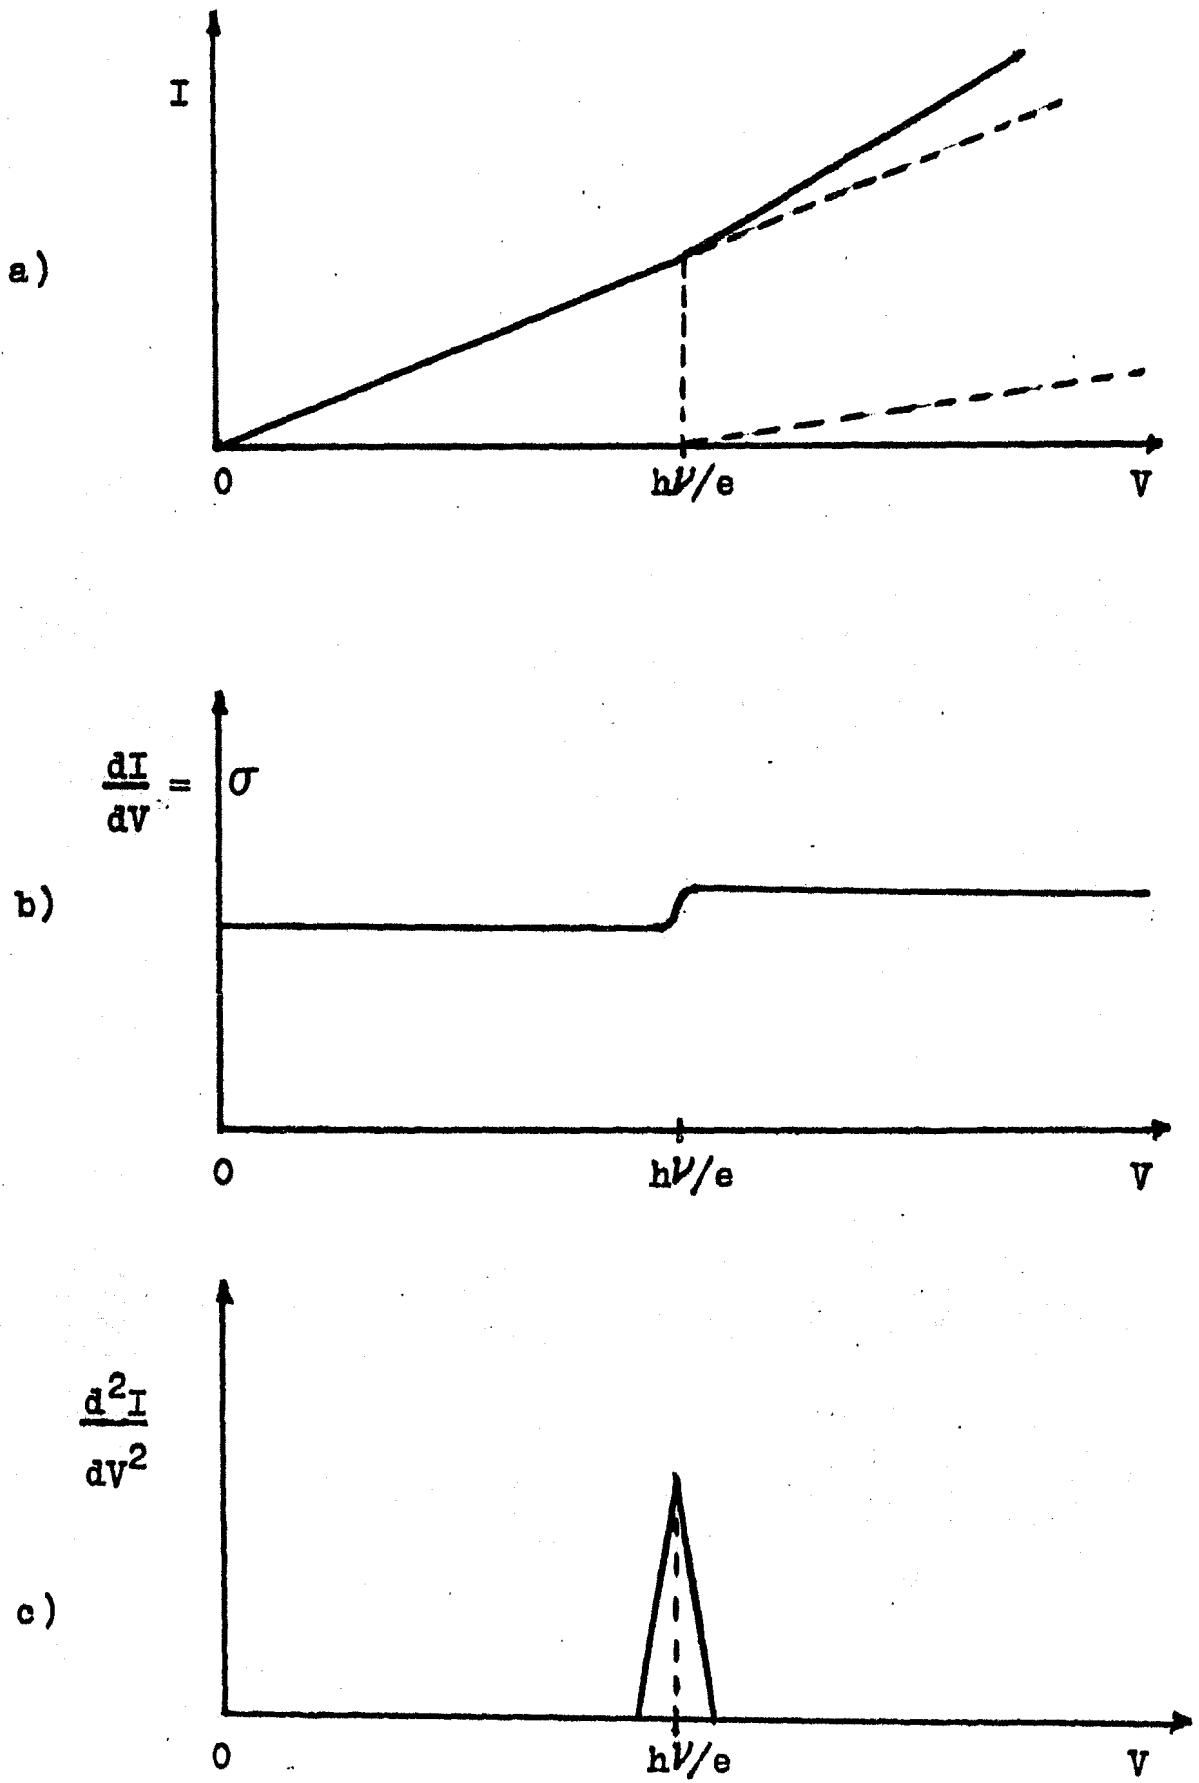 I
a)
0 hν/e V
dI/dV = σ
b)
0 hν/e V
d²I/dV²
c)
0 hν/e V